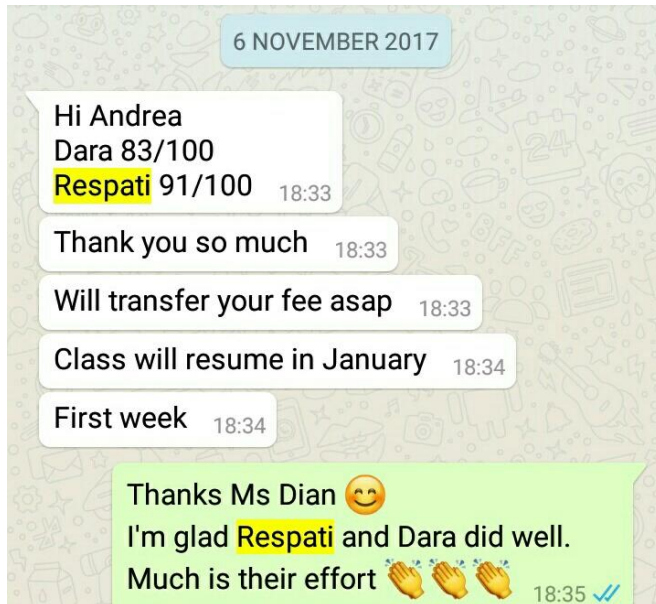 6 NOVEMBER 2017
Hi Andrea
Dara 83/100
Respati 91/100 18:33
Thank you so much 18:33
Will transfer your fee asap 18:33
Class will resume in January 18:34
First week 18:34
Thanks Ms Dian 😊
I'm glad Respati and Dara did well.
Much is their effort 👏👏👏 18:35